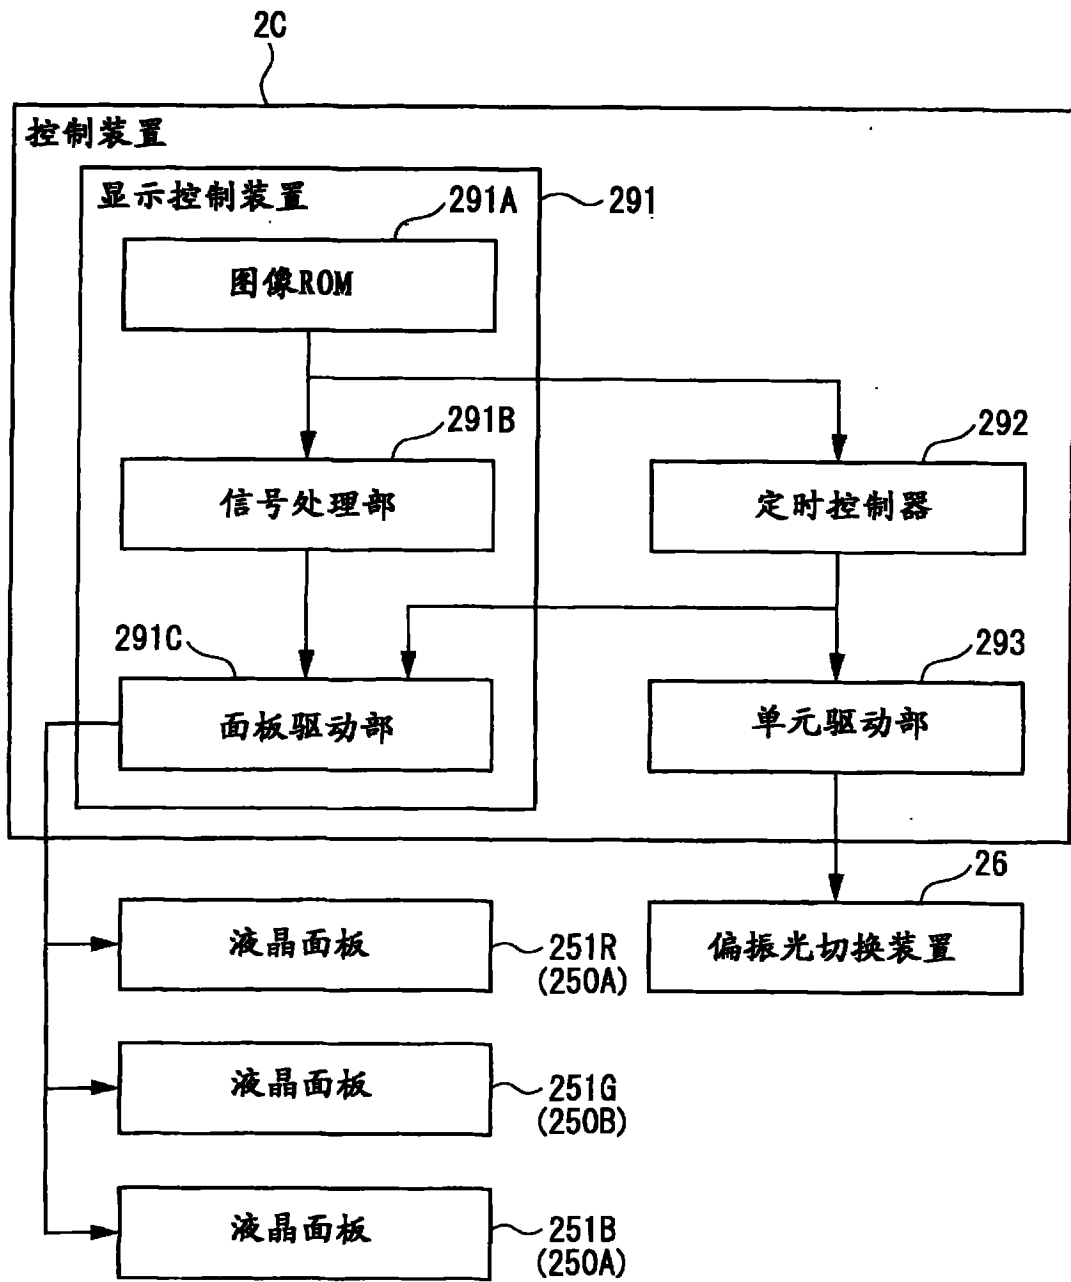 2C
控制装置
显示控制装置
291A
291
图像ROM
291B
292
信号处理部
定时控制器
291C
293
面板驱动部
单元驱动部
26
液晶面板
251R
(250A)
偏振光切换装置
液晶面板
251G
(250B)
液晶面板
251B
(250A)